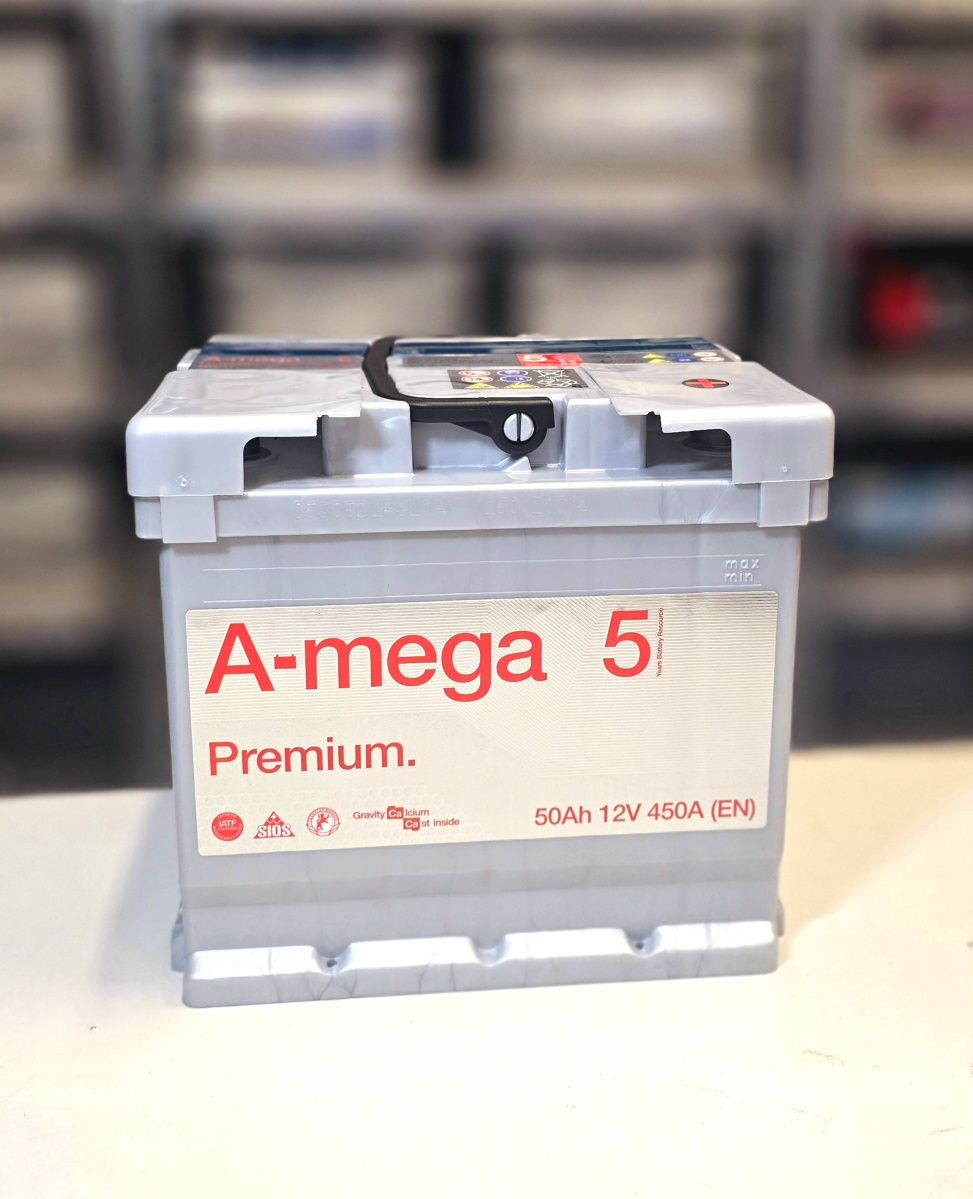 A-mega
5
max
min
A-mega 5
Years Battery Resource
Premium.
IATF
SIOS
Gravity Calcium
Cast inside
50Ah 12V 450A (EN)